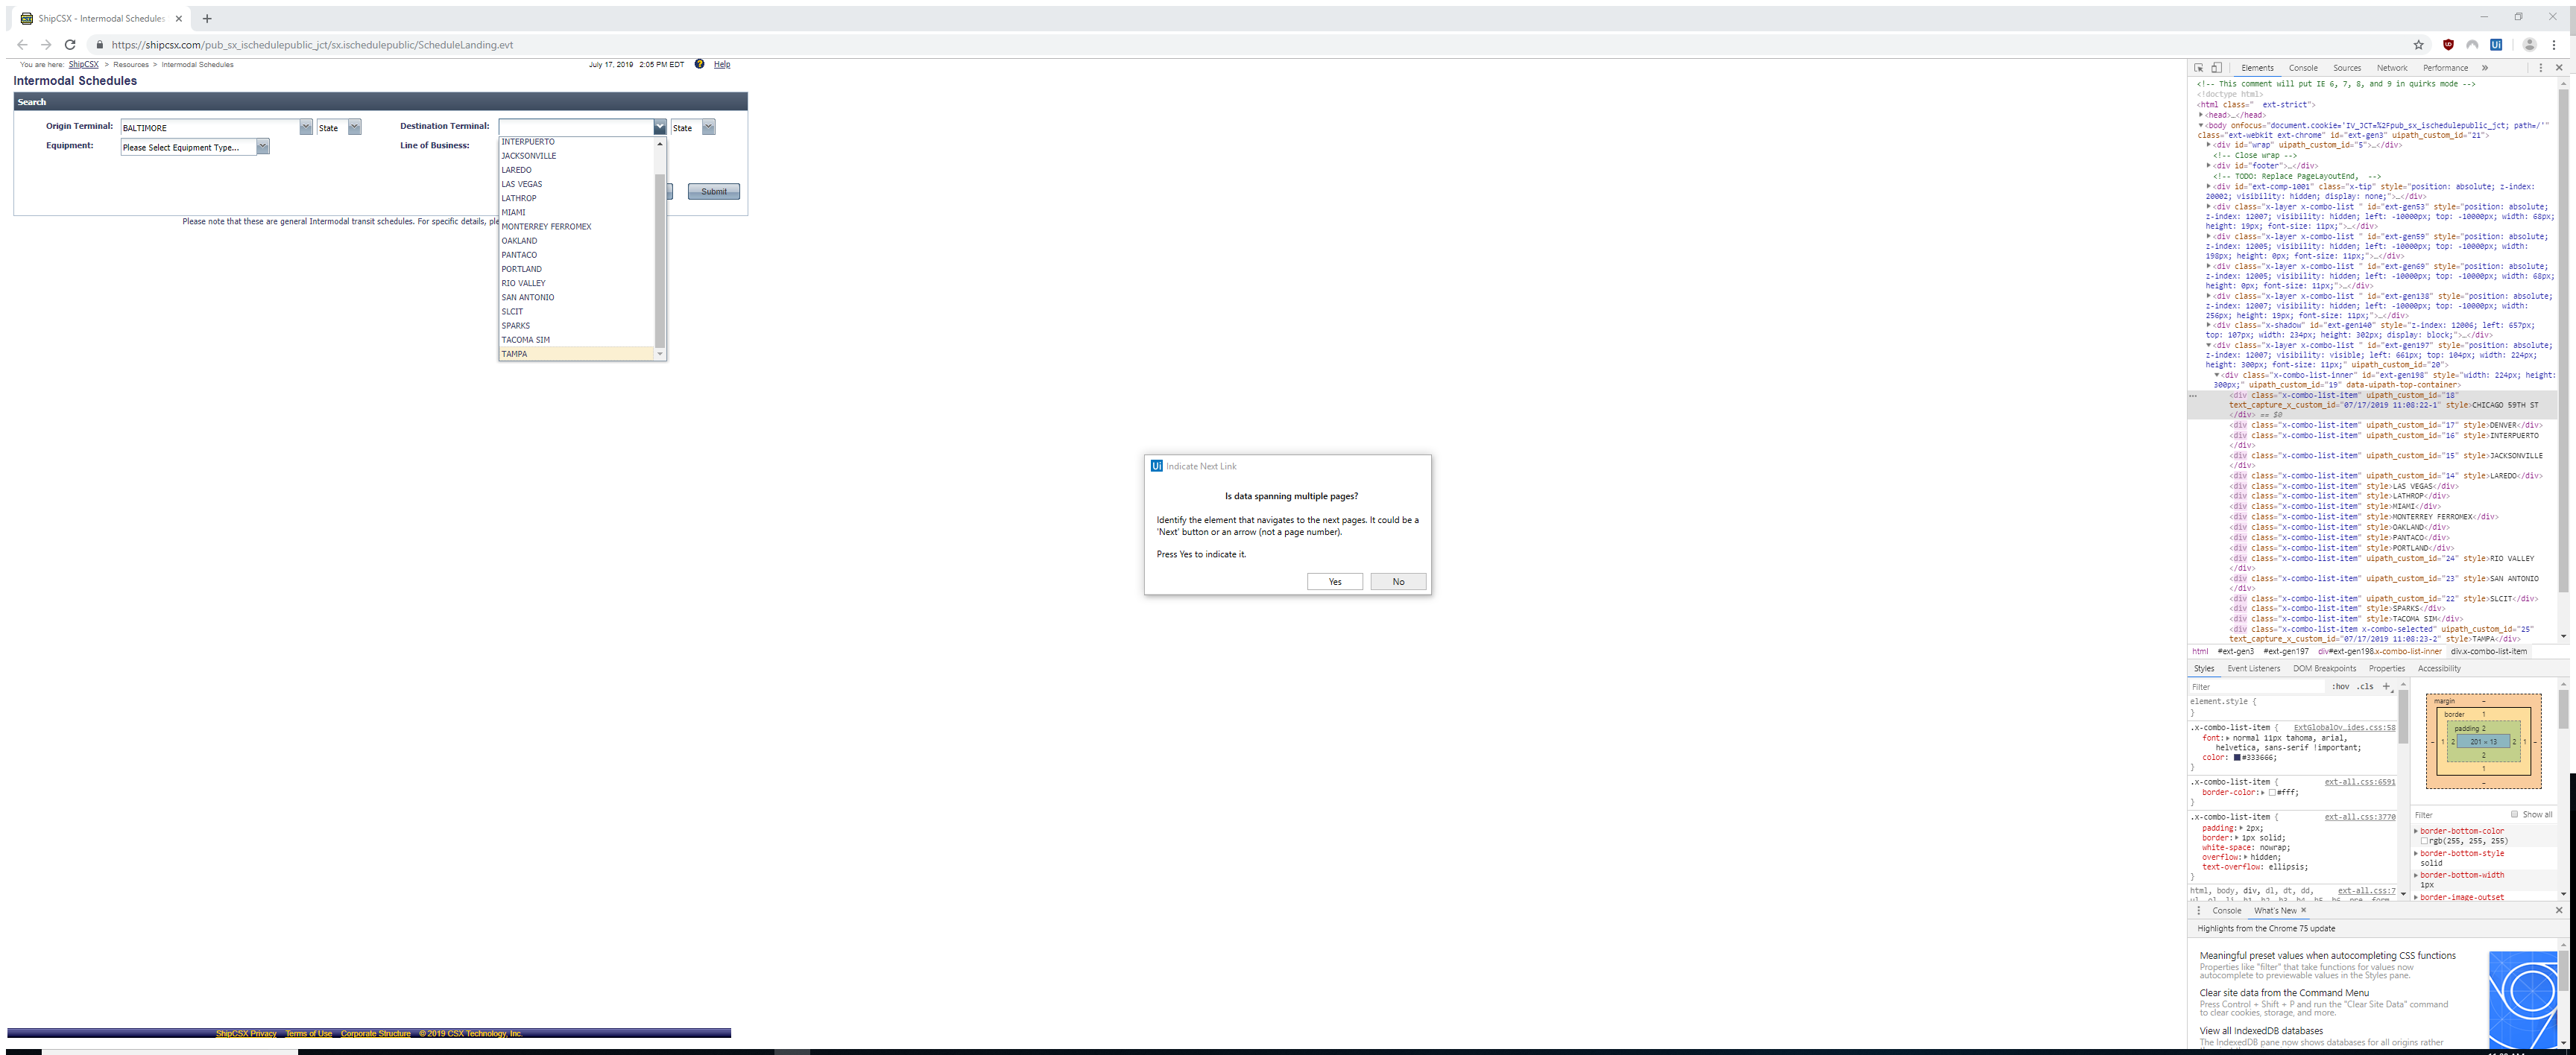 ShipCSX - Intermodal Schedules
https://shipcsx.com/pub_sx_ischedulepublic_jct/sx.ischedulepublic/ScheduleLanding.evt
You are here: ShipCSX > Resources > Intermodal Schedules
July 17, 2019 2:05 PM EDT ? Help
Intermodal Schedules
Search
Origin Terminal: BALTIMORE State Destination Terminal: State
Equipment: Please Select Equipment Type... Line of Business:
INTERPUERTO
JACKSONVILLE
LAREDO
LAS VEGAS
LATHROP
MIAMI
MONTERREY FERROMEX
OAKLAND
PANTACO
PORTLAND
RIO VALLEY
SAN ANTONIO
SLCIT
SPARKS
TACOMA SIM
TAMPA
Submit
Please note that these are general Intermodal transit schedules. For specific details, ple
Ui Indicate Next Link
Is data spanning multiple pages?
Identify the element that navigates to the next pages. It could be a
'Next' button or an arrow (not a page number).
Press Yes to indicate it.
Yes No
ShipCSX Privacy Terms of Use Corporate Structure © 2019 CSX Technology, Inc.
Elements Console Sources Network Performance »
<!-- This comment will put IE 6, 7, 8, and 9 in quirks mode -->
<!doctype html>
<html class="  ext-strict">
<head>…</head>
<body onfocus="document.cookie='IV_JCT=%2Fpub_sx_ischedulepublic_jct; path=/'"
class="ext-webkit ext-chrome" id="ext-gen3" uipath_custom_id="21">
<div id="wrap" uipath_custom_id="5">…</div>
<!-- Close wrap -->
<div id="footer">…</div>
<!-- TODO: Replace PageLayoutEnd,  -->
<div id="ext-comp-1001" class="x-tip" style="position: absolute; z-index:
20002; visibility: hidden; display: none;">…</div>
<div class="x-layer x-combo-list " id="ext-gen53" style="position: absolute;
z-index: 12007; visibility: hidden; left: -10000px; top: -10000px; width: 68px;
height: 19px; font-size: 11px;">…</div>
<div class="x-layer x-combo-list " id="ext-gen59" style="position: absolute;
z-index: 12005; visibility: hidden; left: -10000px; top: -10000px; width:
198px; height: 0px; font-size: 11px;">…</div>
<div class="x-layer x-combo-list " id="ext-gen69" style="position: absolute;
z-index: 12005; visibility: hidden; left: -10000px; top: -10000px; width: 68px;
height: 0px; font-size: 11px;">…</div>
<div class="x-layer x-combo-list " id="ext-gen138" style="position: absolute;
z-index: 12007; visibility: hidden; left: -10000px; top: -10000px; width:
256px; height: 19px; font-size: 11px;">…</div>
<div class="x-shadow" id="ext-gen140" style="z-index: 12006; left: 657px;
top: 107px; width: 234px; height: 302px; display: block;">…</div>
<div class="x-layer x-combo-list " id="ext-gen197" style="position: absolute;
z-index: 12007; visibility: visible; left: 661px; top: 104px; width: 224px;
height: 300px; font-size: 11px;" uipath_custom_id="20">
<div class="x-combo-list-inner" id="ext-gen198" style="width: 224px; height:
300px;" uipath_custom_id="19" data-uipath-top-container>
<div class="x-combo-list-item" uipath_custom_id="18"
text_capture_x_custom_id="07/17/2019 11:08:22-1" style>CHICAGO 59TH ST
</div> == $0
<div class="x-combo-list-item" uipath_custom_id="17" style>DENVER</div>
<div class="x-combo-list-item" uipath_custom_id="16" style>INTERPUERTO
</div>
<div class="x-combo-list-item" uipath_custom_id="15" style>JACKSONVILLE
</div>
<div class="x-combo-list-item" uipath_custom_id="14" style>LAREDO</div>
<div class="x-combo-list-item" style>LAS VEGAS</div>
<div class="x-combo-list-item" style>LATHROP</div>
<div class="x-combo-list-item" style>MIAMI</div>
<div class="x-combo-list-item" style>MONTERREY FERROMEX</div>
<div class="x-combo-list-item" style>OAKLAND</div>
<div class="x-combo-list-item" style>PANTACO</div>
<div class="x-combo-list-item" style>PORTLAND</div>
<div class="x-combo-list-item" uipath_custom_id="24" style>RIO VALLEY
</div>
<div class="x-combo-list-item" uipath_custom_id="23" style>SAN ANTONIO
</div>
<div class="x-combo-list-item" uipath_custom_id="22" style>SLCIT</div>
<div class="x-combo-list-item" style>SPARKS</div>
<div class="x-combo-list-item" style>TACOMA SIM</div>
<div class="x-combo-list-item x-combo-selected" uipath_custom_id="25"
text_capture_x_custom_id="07/17/2019 11:08:23-2" style>TAMPA</div>
html #ext-gen3 #ext-gen197 div#ext-gen198.x-combo-list-inner div.x-combo-list-item
Styles Event Listeners DOM Breakpoints Properties Accessibility
Filter :hov .cls +
element.style {
}
.x-combo-list-item { ExtGlobalOv…ides.css:58
font: normal 11px tahoma, arial,
helvetica, sans-serif !important;
color: #333666;
}
.x-combo-list-item { ext-all.css:6591
border-color: #fff;
}
.x-combo-list-item { ext-all.css:3770
padding: 2px;
border: 1px solid;
white-space: nowrap;
overflow: hidden;
text-overflow: ellipsis;
}
html, body, div, dl, dt, dd, ext-all.css:7
margin -
border 1
padding 2
- 1 2 201 × 13 2 1 -
2
1
-
Filter Show all
border-bottom-color
rgb(255, 255, 255)
border-bottom-style
solid
border-bottom-width
1px
border-image-outset
Console What's New ×
Highlights from the Chrome 75 update
Meaningful preset values when autocompleting CSS functions
Properties like "filter" that take functions for values now
autocomplete to previewable values in the Styles pane.
Clear site data from the Command Menu
Press Control + Shift + P and run the "Clear Site Data" command
to clear cookies, storage, and more.
View all IndexedDB databases
The IndexedDB pane now shows databases for all origins rather